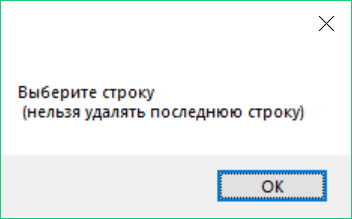 Выберите строку
(нельзя удалять последнюю строку)
OK